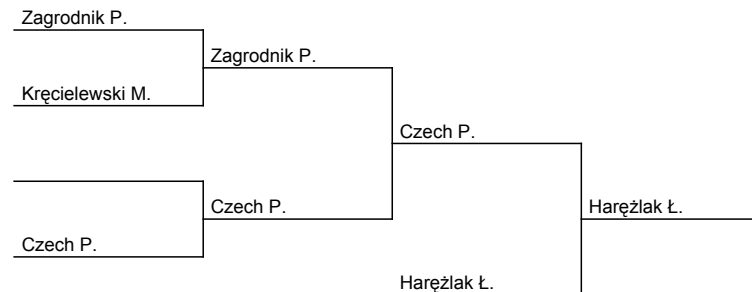 Zagrodnik P.
Zagrodnik P.
Kręcielewski M.
Czech P.
Czech P.
Harężlak Ł.
Czech P.
Harężlak Ł.